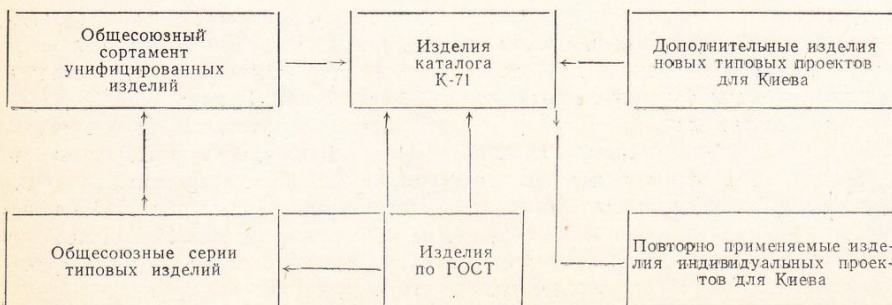 Общесоюзный
сортамент
унифицированных
изделий
Изделия
каталога
К-71
Дополнительные изделия
новых типовых проектов
для Киева
Общесоюзные серии
типовых изделий
Изделия
по ГОСТ
Повторно применяемые изде-
лия индивидуальных проек-
тов для Киева